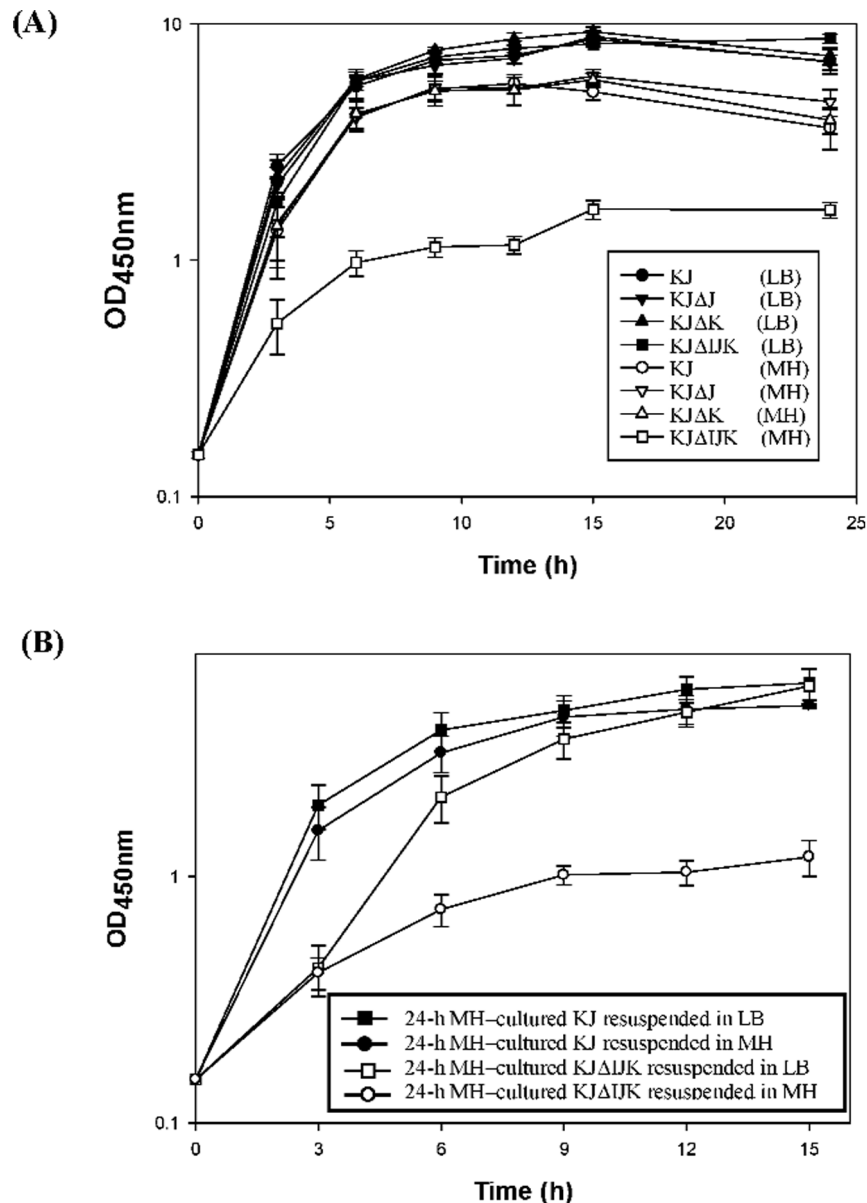 (A)
10
1
0.1
OD450nm
0 5 10 15 20 25
Time (h)
KJ (LB)
KJΔJ (LB)
KJΔK (LB)
KJΔIJK (LB)
KJ (MH)
KJΔJ (MH)
KJΔK (MH)
KJΔIJK (MH)
(B)
1
0.1
OD450nm
0 3 6 9 12 15
Time (h)
24-h MH–cultured KJ resuspended in LB
24-h MH–cultured KJ resuspended in MH
24-h MH–cultured KJΔIJK resuspended in LB
24-h MH–cultured KJΔIJK resuspended in MH